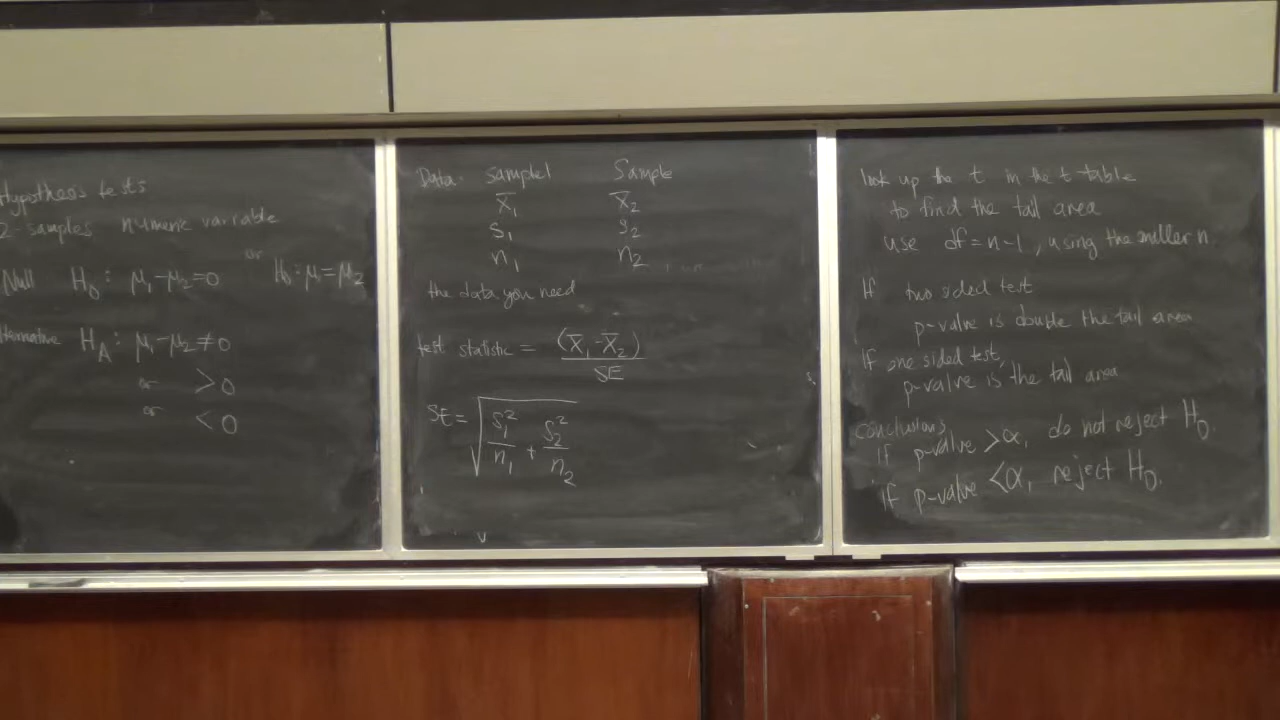 Hypothesis tests
2 samples numeric variable
Null H₀: μ₁-μ₂=0 or H₀: μ₁=μ₂
Alternative H_A: μ₁-μ₂≠0
or >0
or <0
Data: Sample1 Sample
x̄₁ x̄₂
S₁ S₂
n₁ n₂
the data you need
test statistic = (x̄₁-x̄₂)/SE
SE = √(S₁²/n₁ + S₂²/n₂)
look up the t in the t table
to find the tail area
use df=n-1, using the smaller n.
If two sided test
p-value is double the tail area
If one sided test,
p-value is the tail area
conclusions
if p-value >α, do not reject H₀.
if p-value <α, reject H₀.